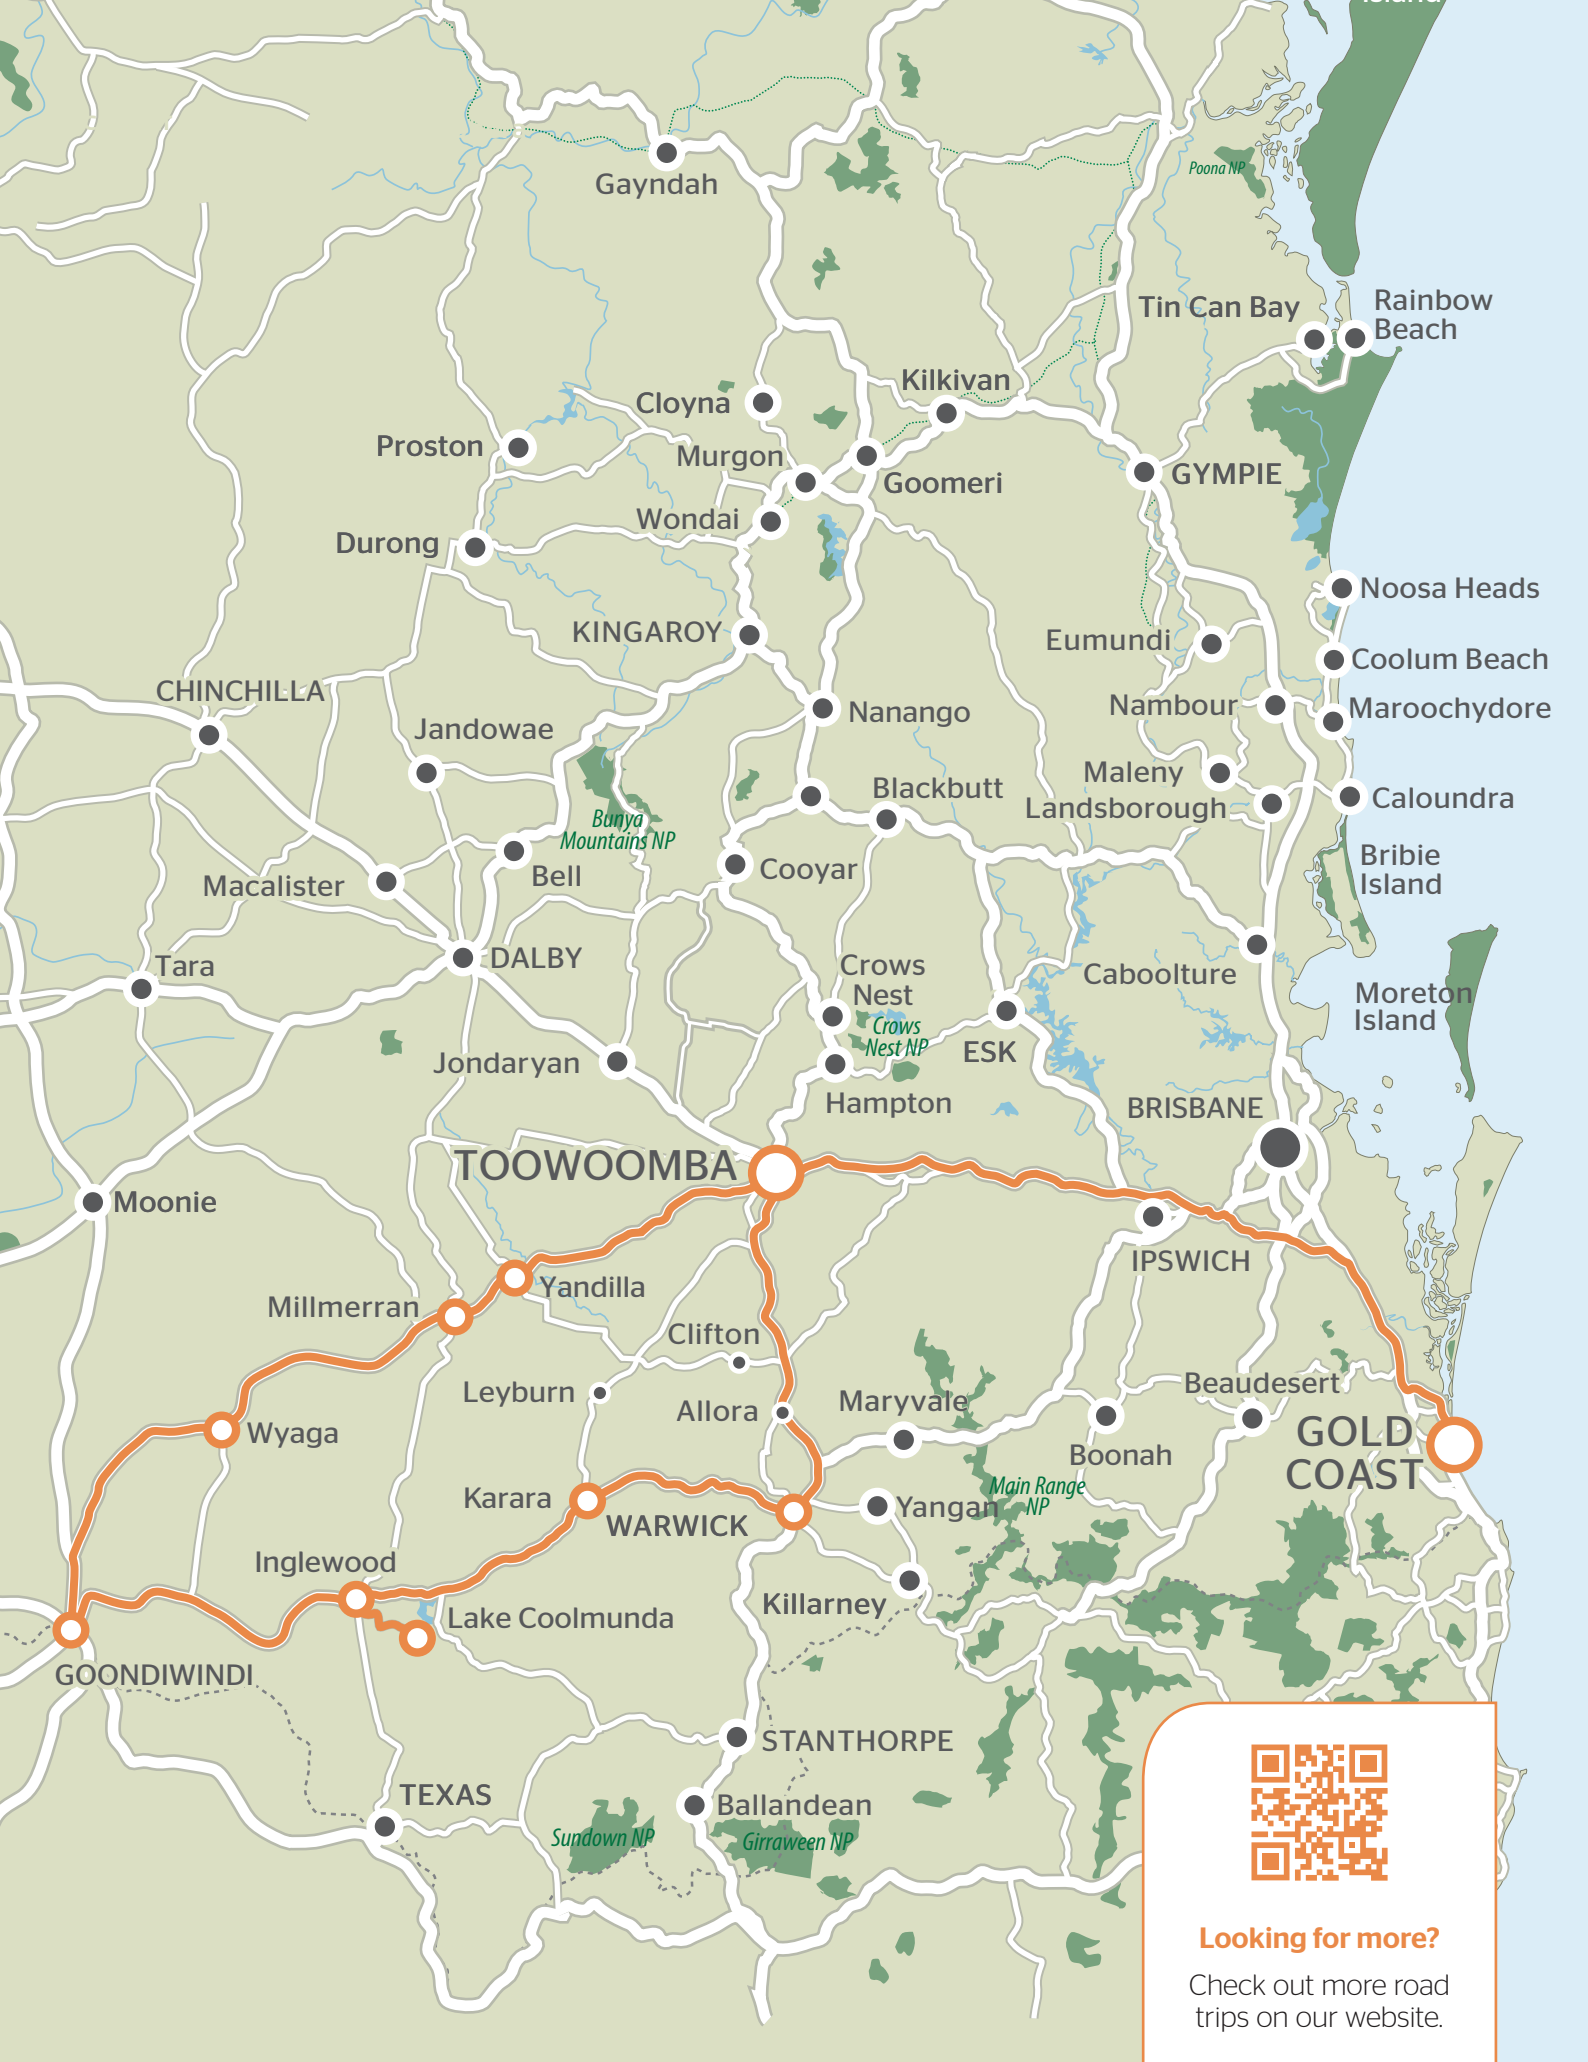 Island
Poona NP
Gayndah
Tin Can Bay
Rainbow
Beach
Kilkivan
Cloyna
Proston
Murgon
GYMPIE
Goomeri
Wondai
Durong
Noosa Heads
KINGAROY
Eumundi
Coolum Beach
CHINCHILLA
Nambour
Maroochydore
Nanango
Jandowae
Maleny
Blackbutt
Landsborough
Caloundra
Bunya
Mountains NP
Bribie
Island
Cooyar
Bell
Macalister
DALBY
Tara
Crows
Nest
Caboolture
Moreton
Island
Crows
Nest NP
ESK
Jondaryan
Hampton
BRISBANE
TOOWOOMBA
Moonie
IPSWICH
Yandilla
Millmerran
Clifton
Leyburn
Beaudesert
Maryvale
Allora
Wyaga
GOLD
COAST
Boonah
Main Range
NP
Karara
Yangan
WARWICK
Inglewood
Killarney
Lake Coolmunda
GOONDIWINDI
STANTHORPE
TEXAS
Ballandean
Sundown NP
Girraween NP
Looking for more?
Check out more road
trips on our website.